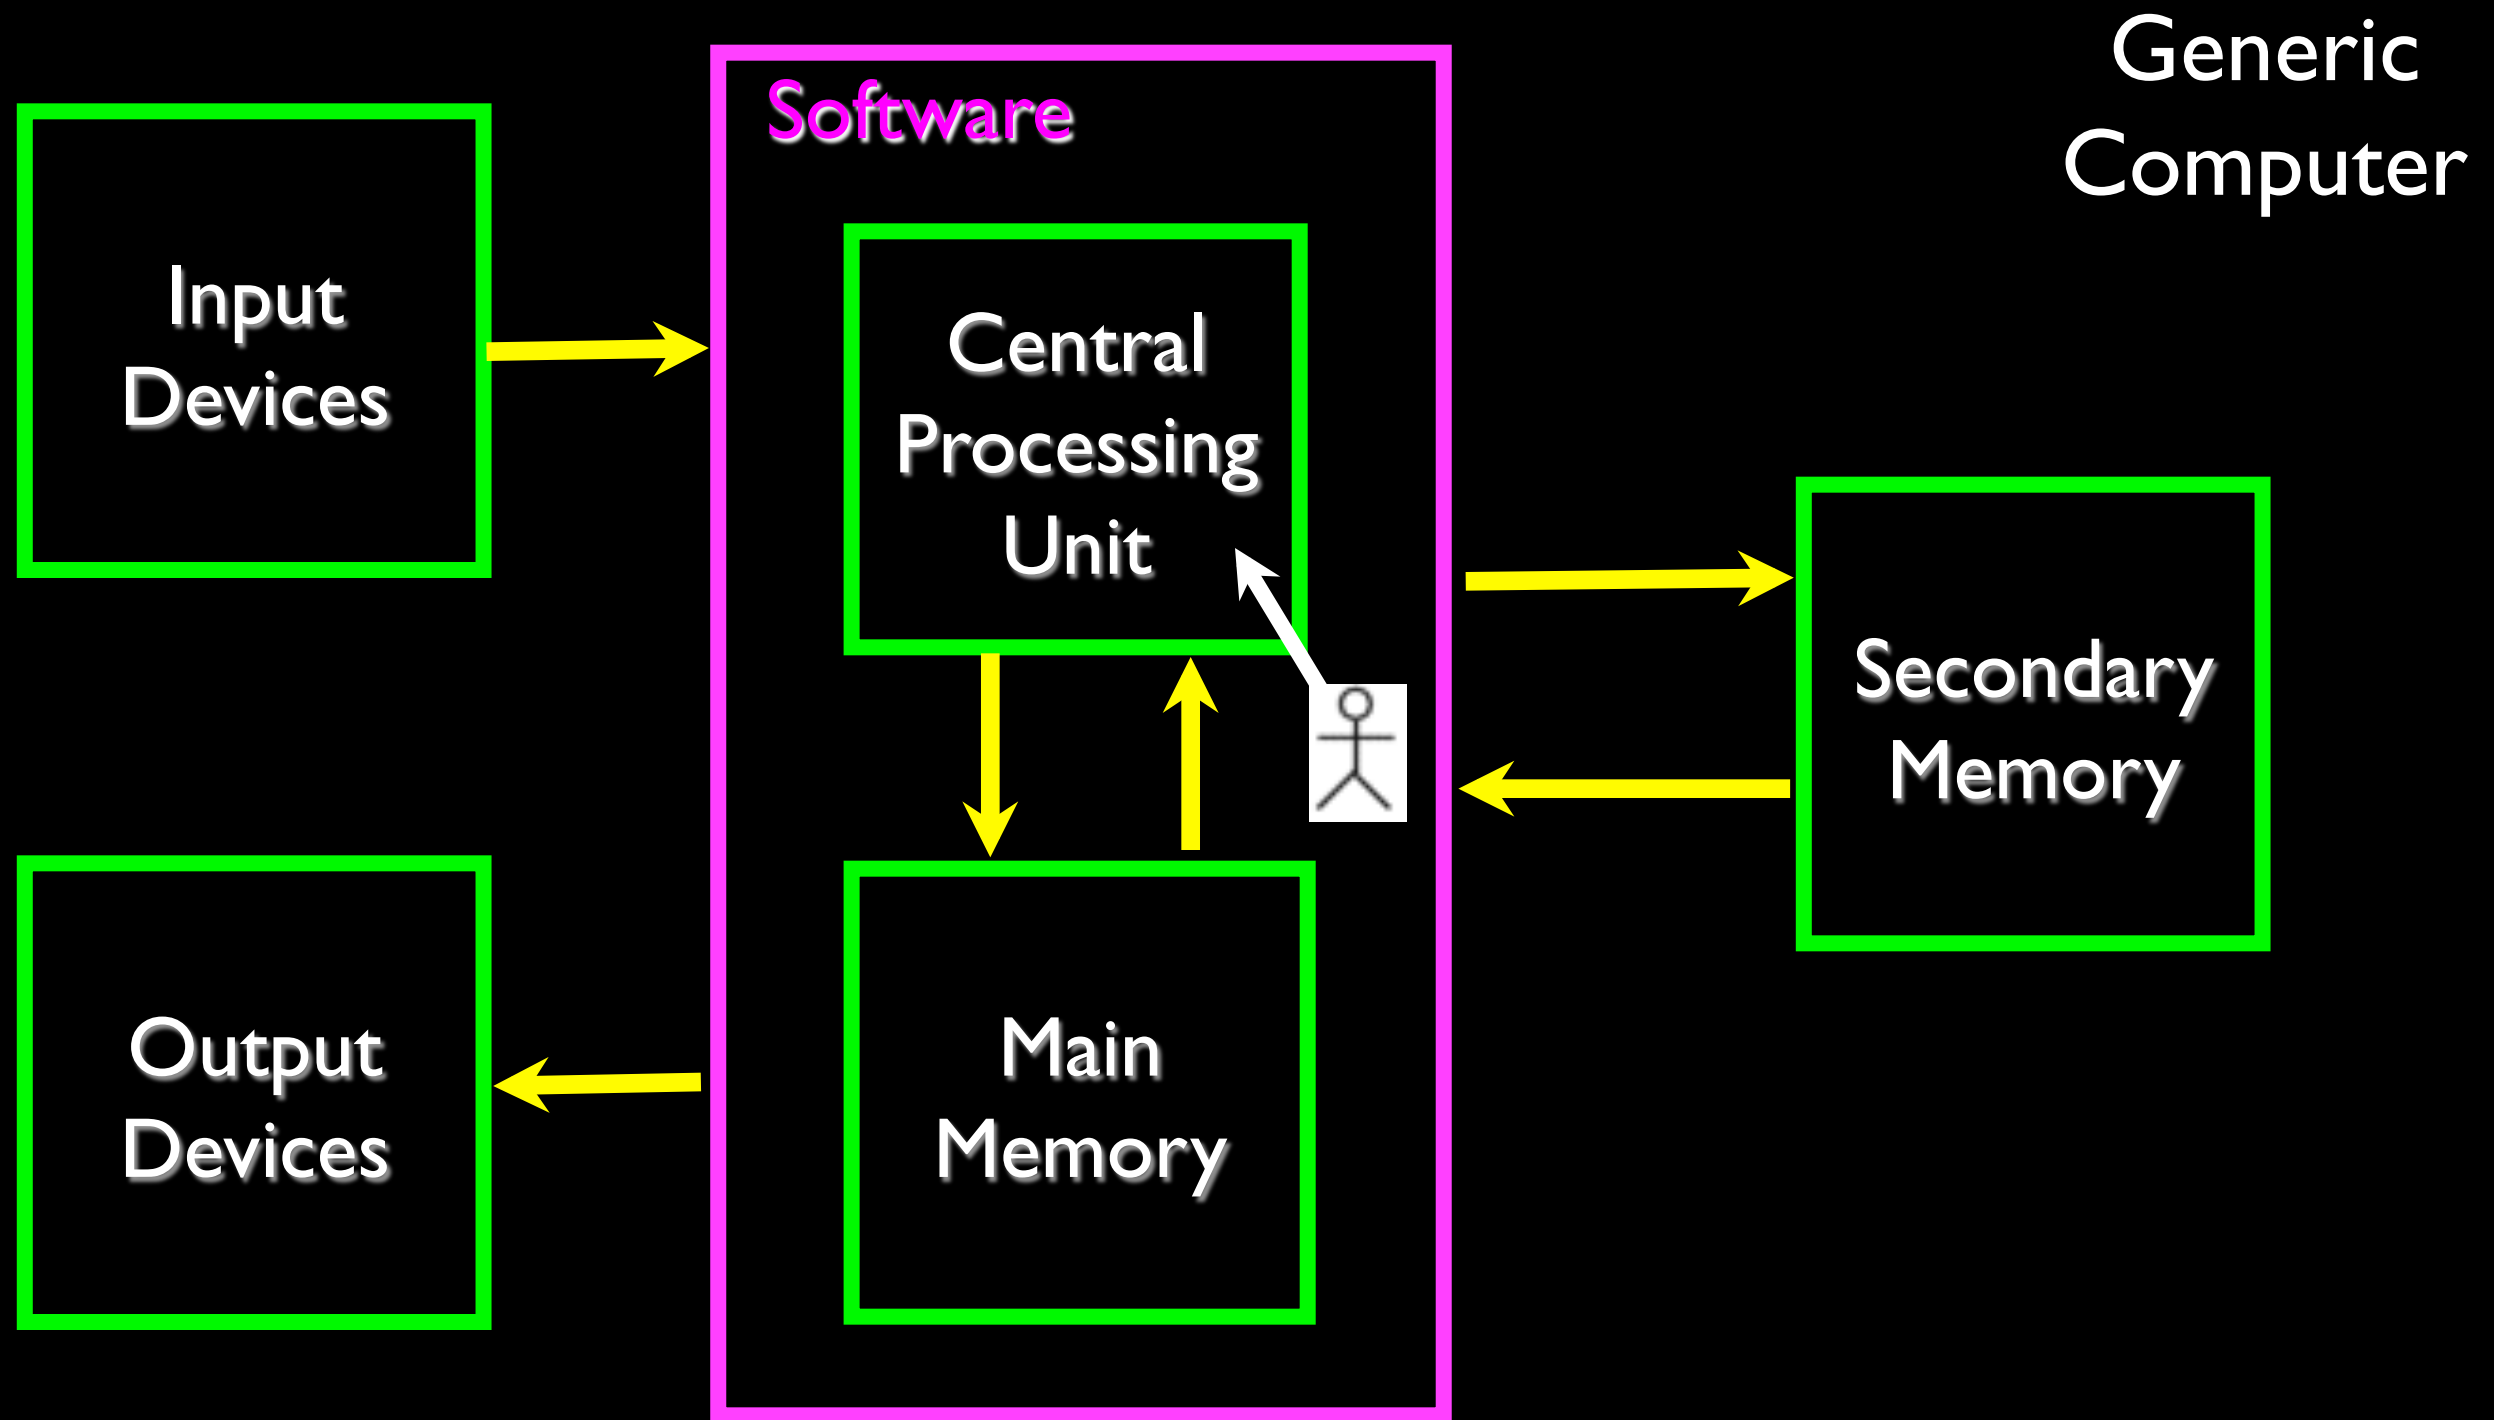 Generic
Computer
Software
Input
Devices
Central
Processing
Unit
Secondary
Memory
Output
Devices
Main
Memory